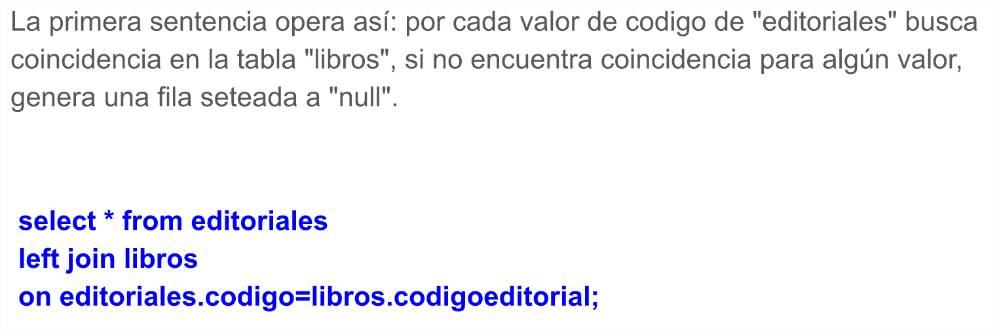 La primera sentencia opera así: por cada valor de codigo de "editoriales" busca
coincidencia en la tabla "libros", si no encuentra coincidencia para algún valor,
genera una fila seteada a "null".
select * from editoriales
left join libros
on editoriales.codigo=libros.codigoeditorial;